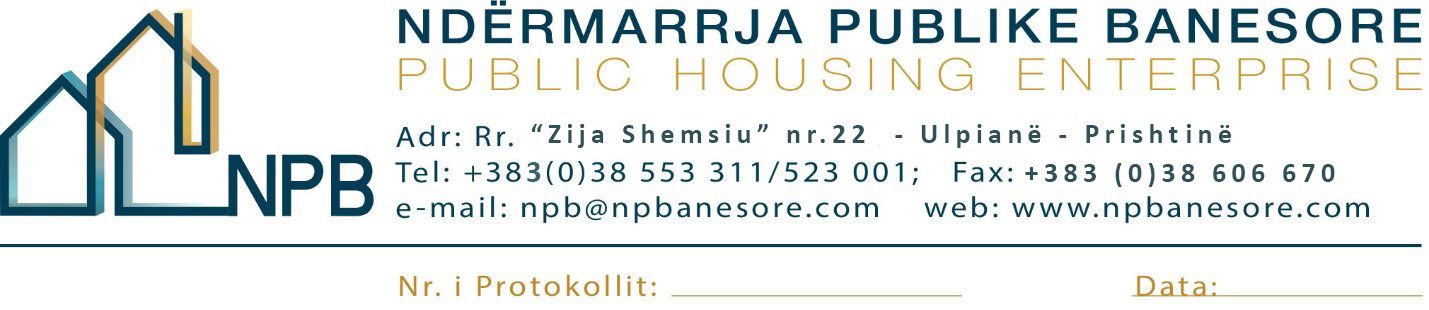 NDËRMARRJA PUBLIKE BANESORE
PUBLIC HOUSING ENTERPRISE
NPB
Adr: Rr. “Zija Shemsiu” nr.22 - Ulpianë - Prishtinë
Tel: +383(0)38 553 311/523 001; Fax: +383 (0)38 606 670
e-mail: npb@npbanesore.com web: www.npbanesore.com
Nr. i Protokollit: ____________ Data:____________